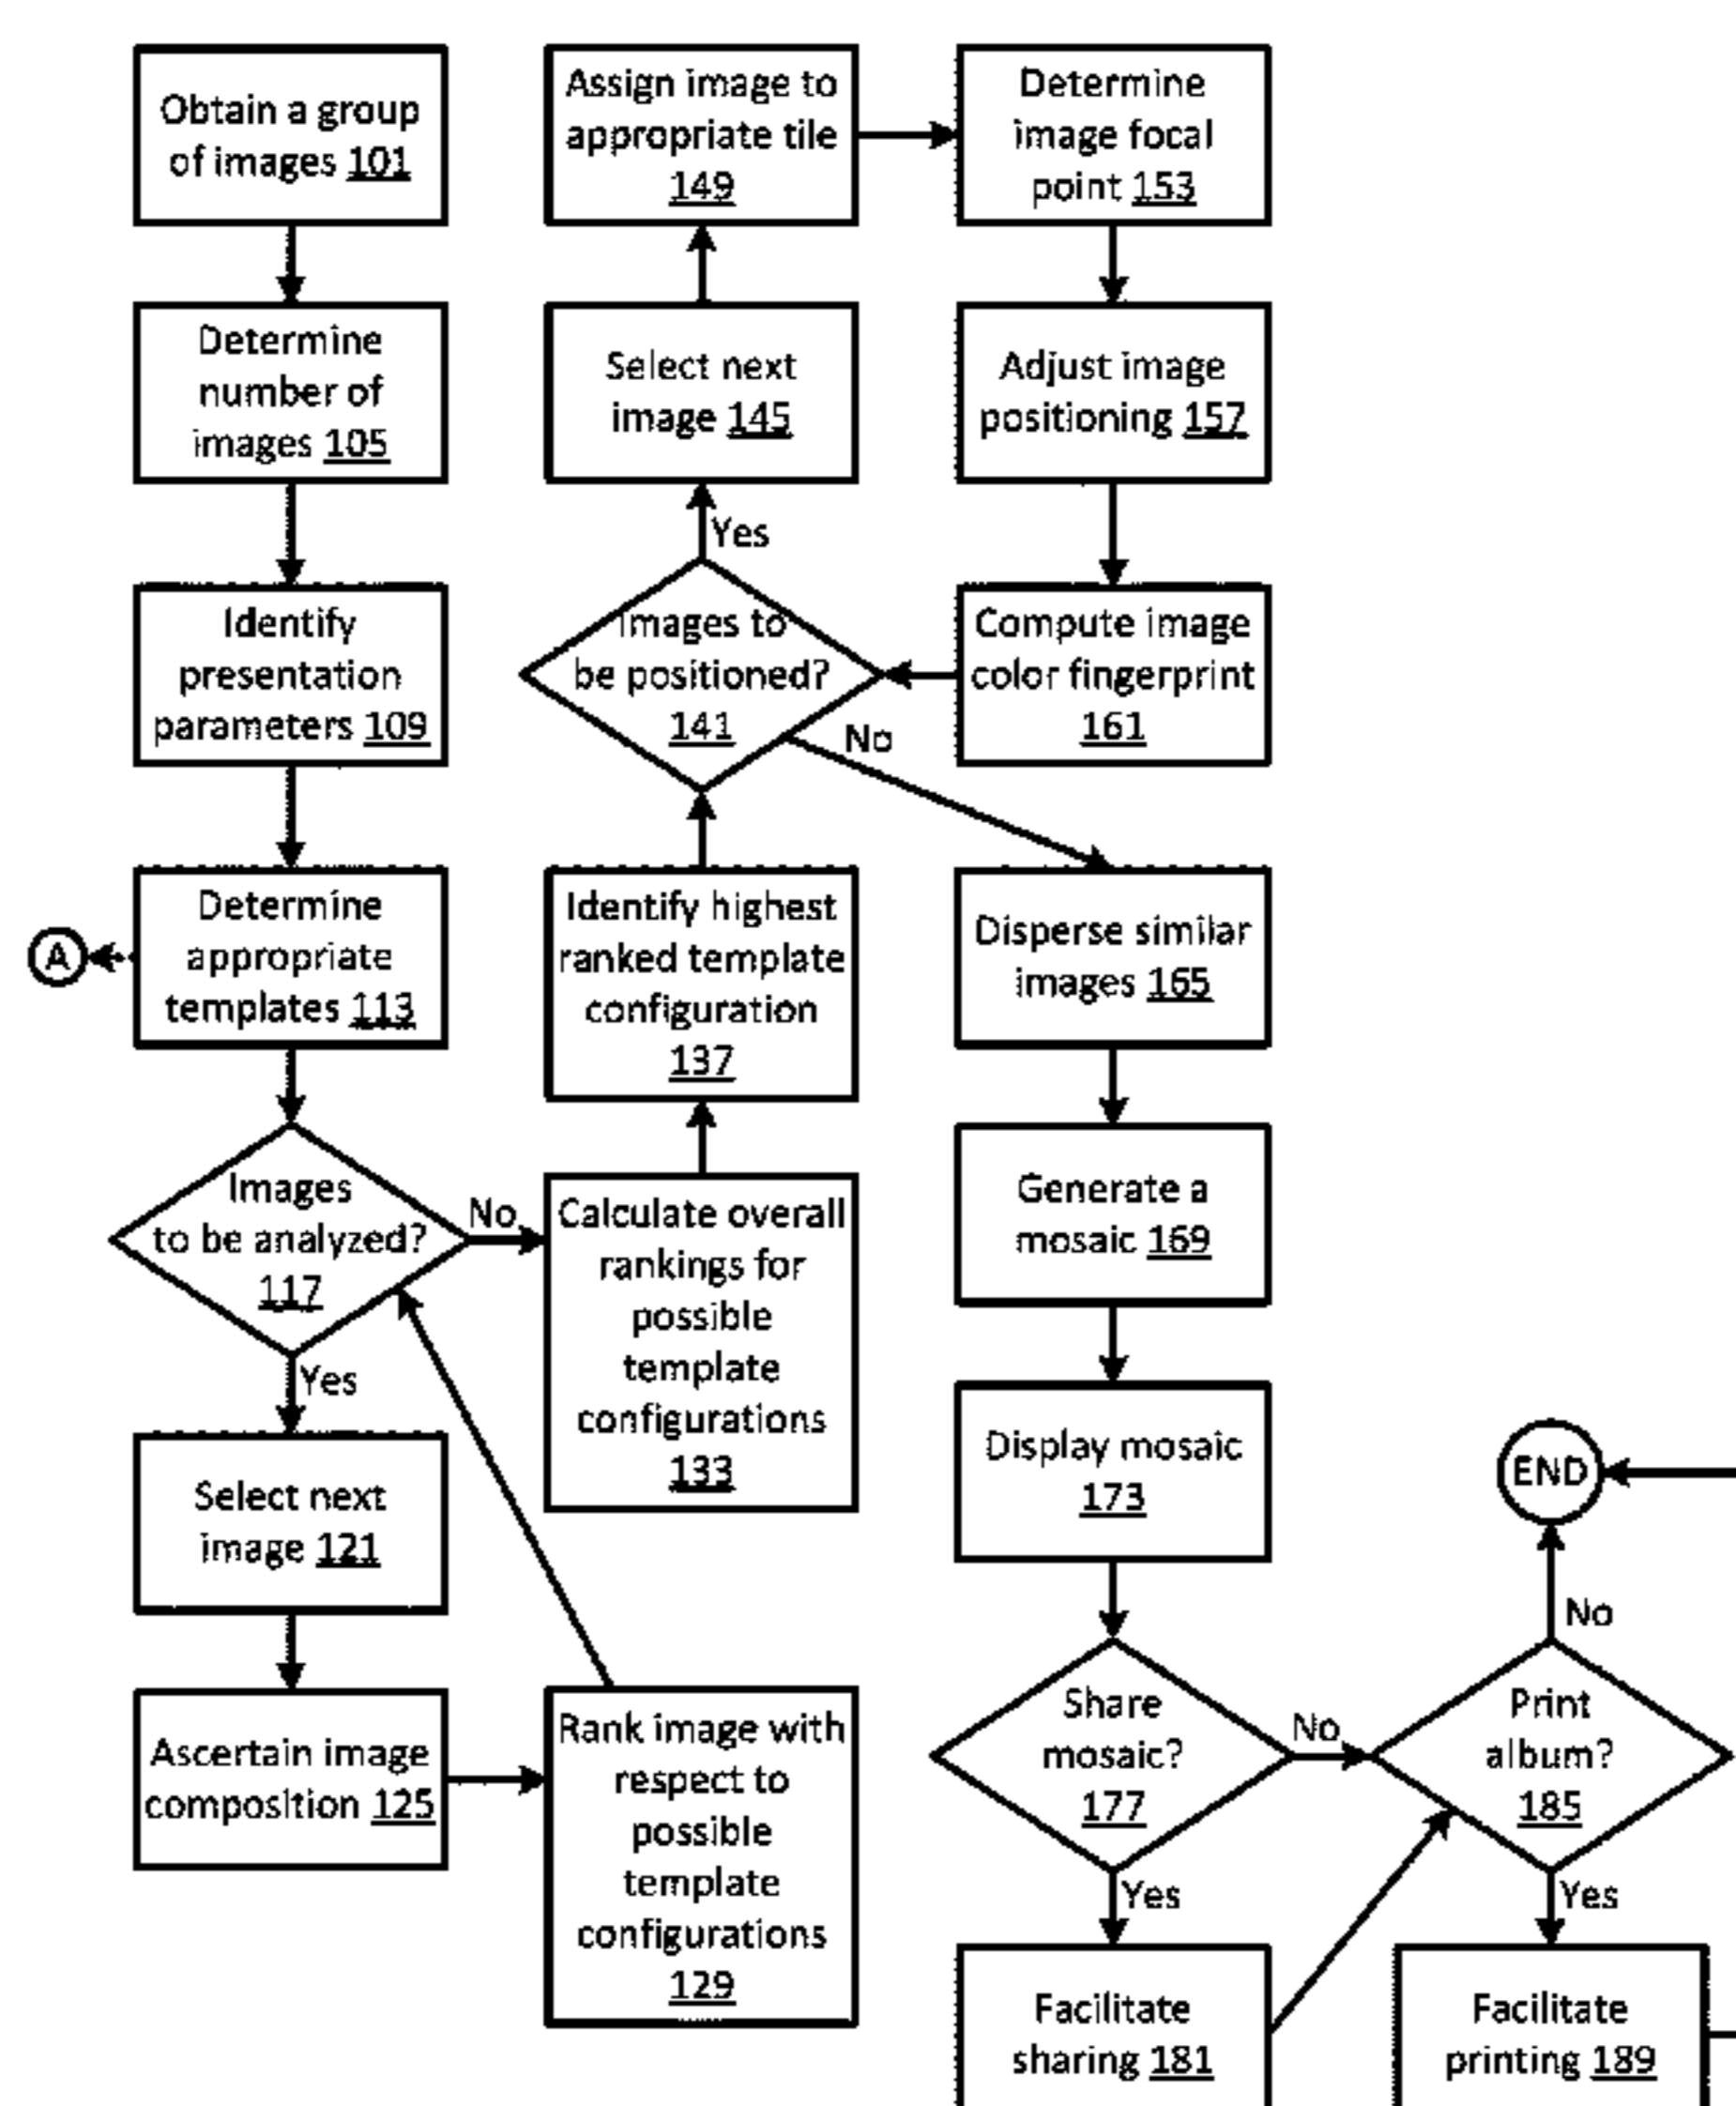 Obtain a group
of images 101
Determine
number of
images 105
Identify
presentation
parameters 109
Determine
appropriate
templates 113
A
Images
to be analyzed?
117
No
Yes
Select next
image 121
Ascertain image
composition 125
Rank image with
respect to
possible
template
configurations
129
Calculate overall
rankings for
possible
template
configurations
133
Identify highest
ranked template
configuration
137
Images to
be positioned?
141
Yes
No
Select next
image 145
Assign image to
appropriate tile
149
Determine
image focal
point 153
Adjust image
positioning 157
Compute image
color fingerprint
161
Disperse similar
images 165
Generate a
mosaic 169
Display mosaic
173
Share
mosaic?
177
No
Yes
Facilitate
sharing 181
Print
album?
185
No
Yes
END
Facilitate
printing 189